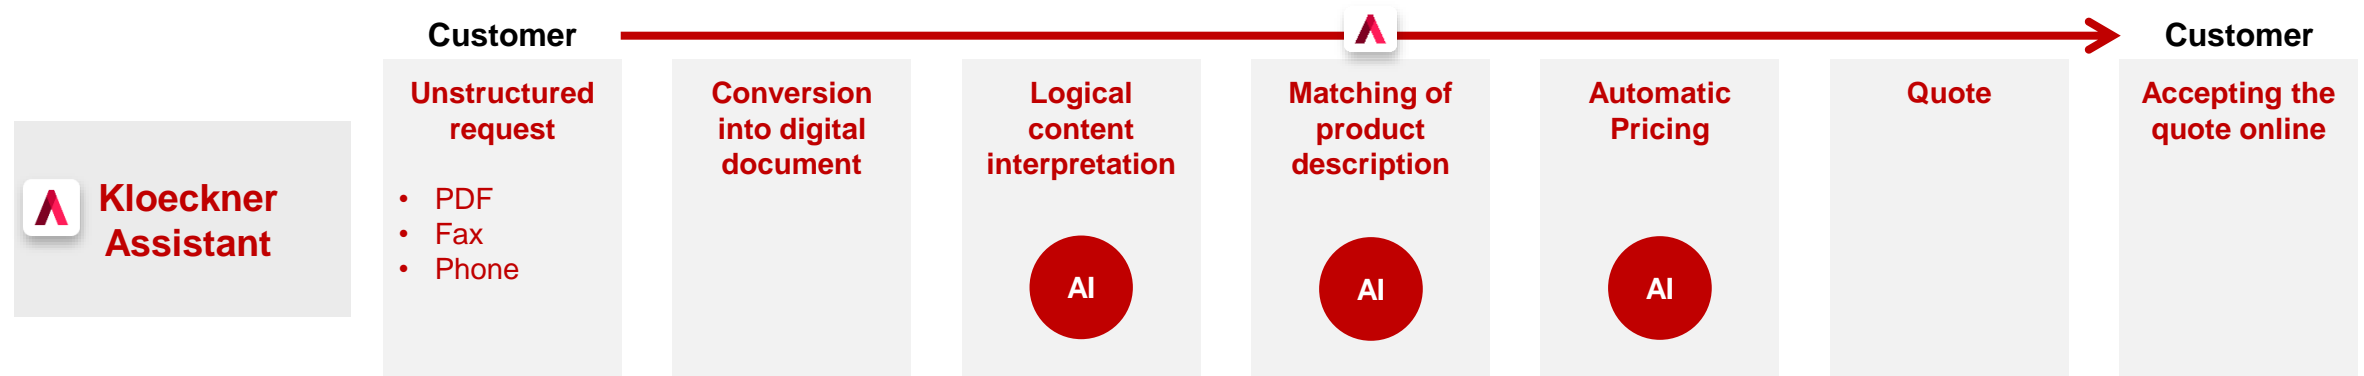 Kloeckner
Assistant
Customer
Unstructured
request
• PDF
• Fax
• Phone
Conversion
into digital
document
Logical
content
interpretation
AI
Matching of
product
description
AI
Automatic
Pricing
AI
Quote
Customer
Accepting the
quote online